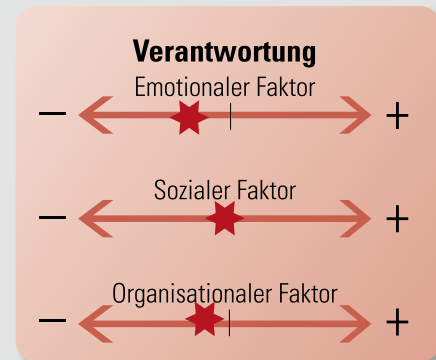 Verantwortung
Emotionaler Faktor
– +
Sozialer Faktor
– +
Organisationaler Faktor
– +